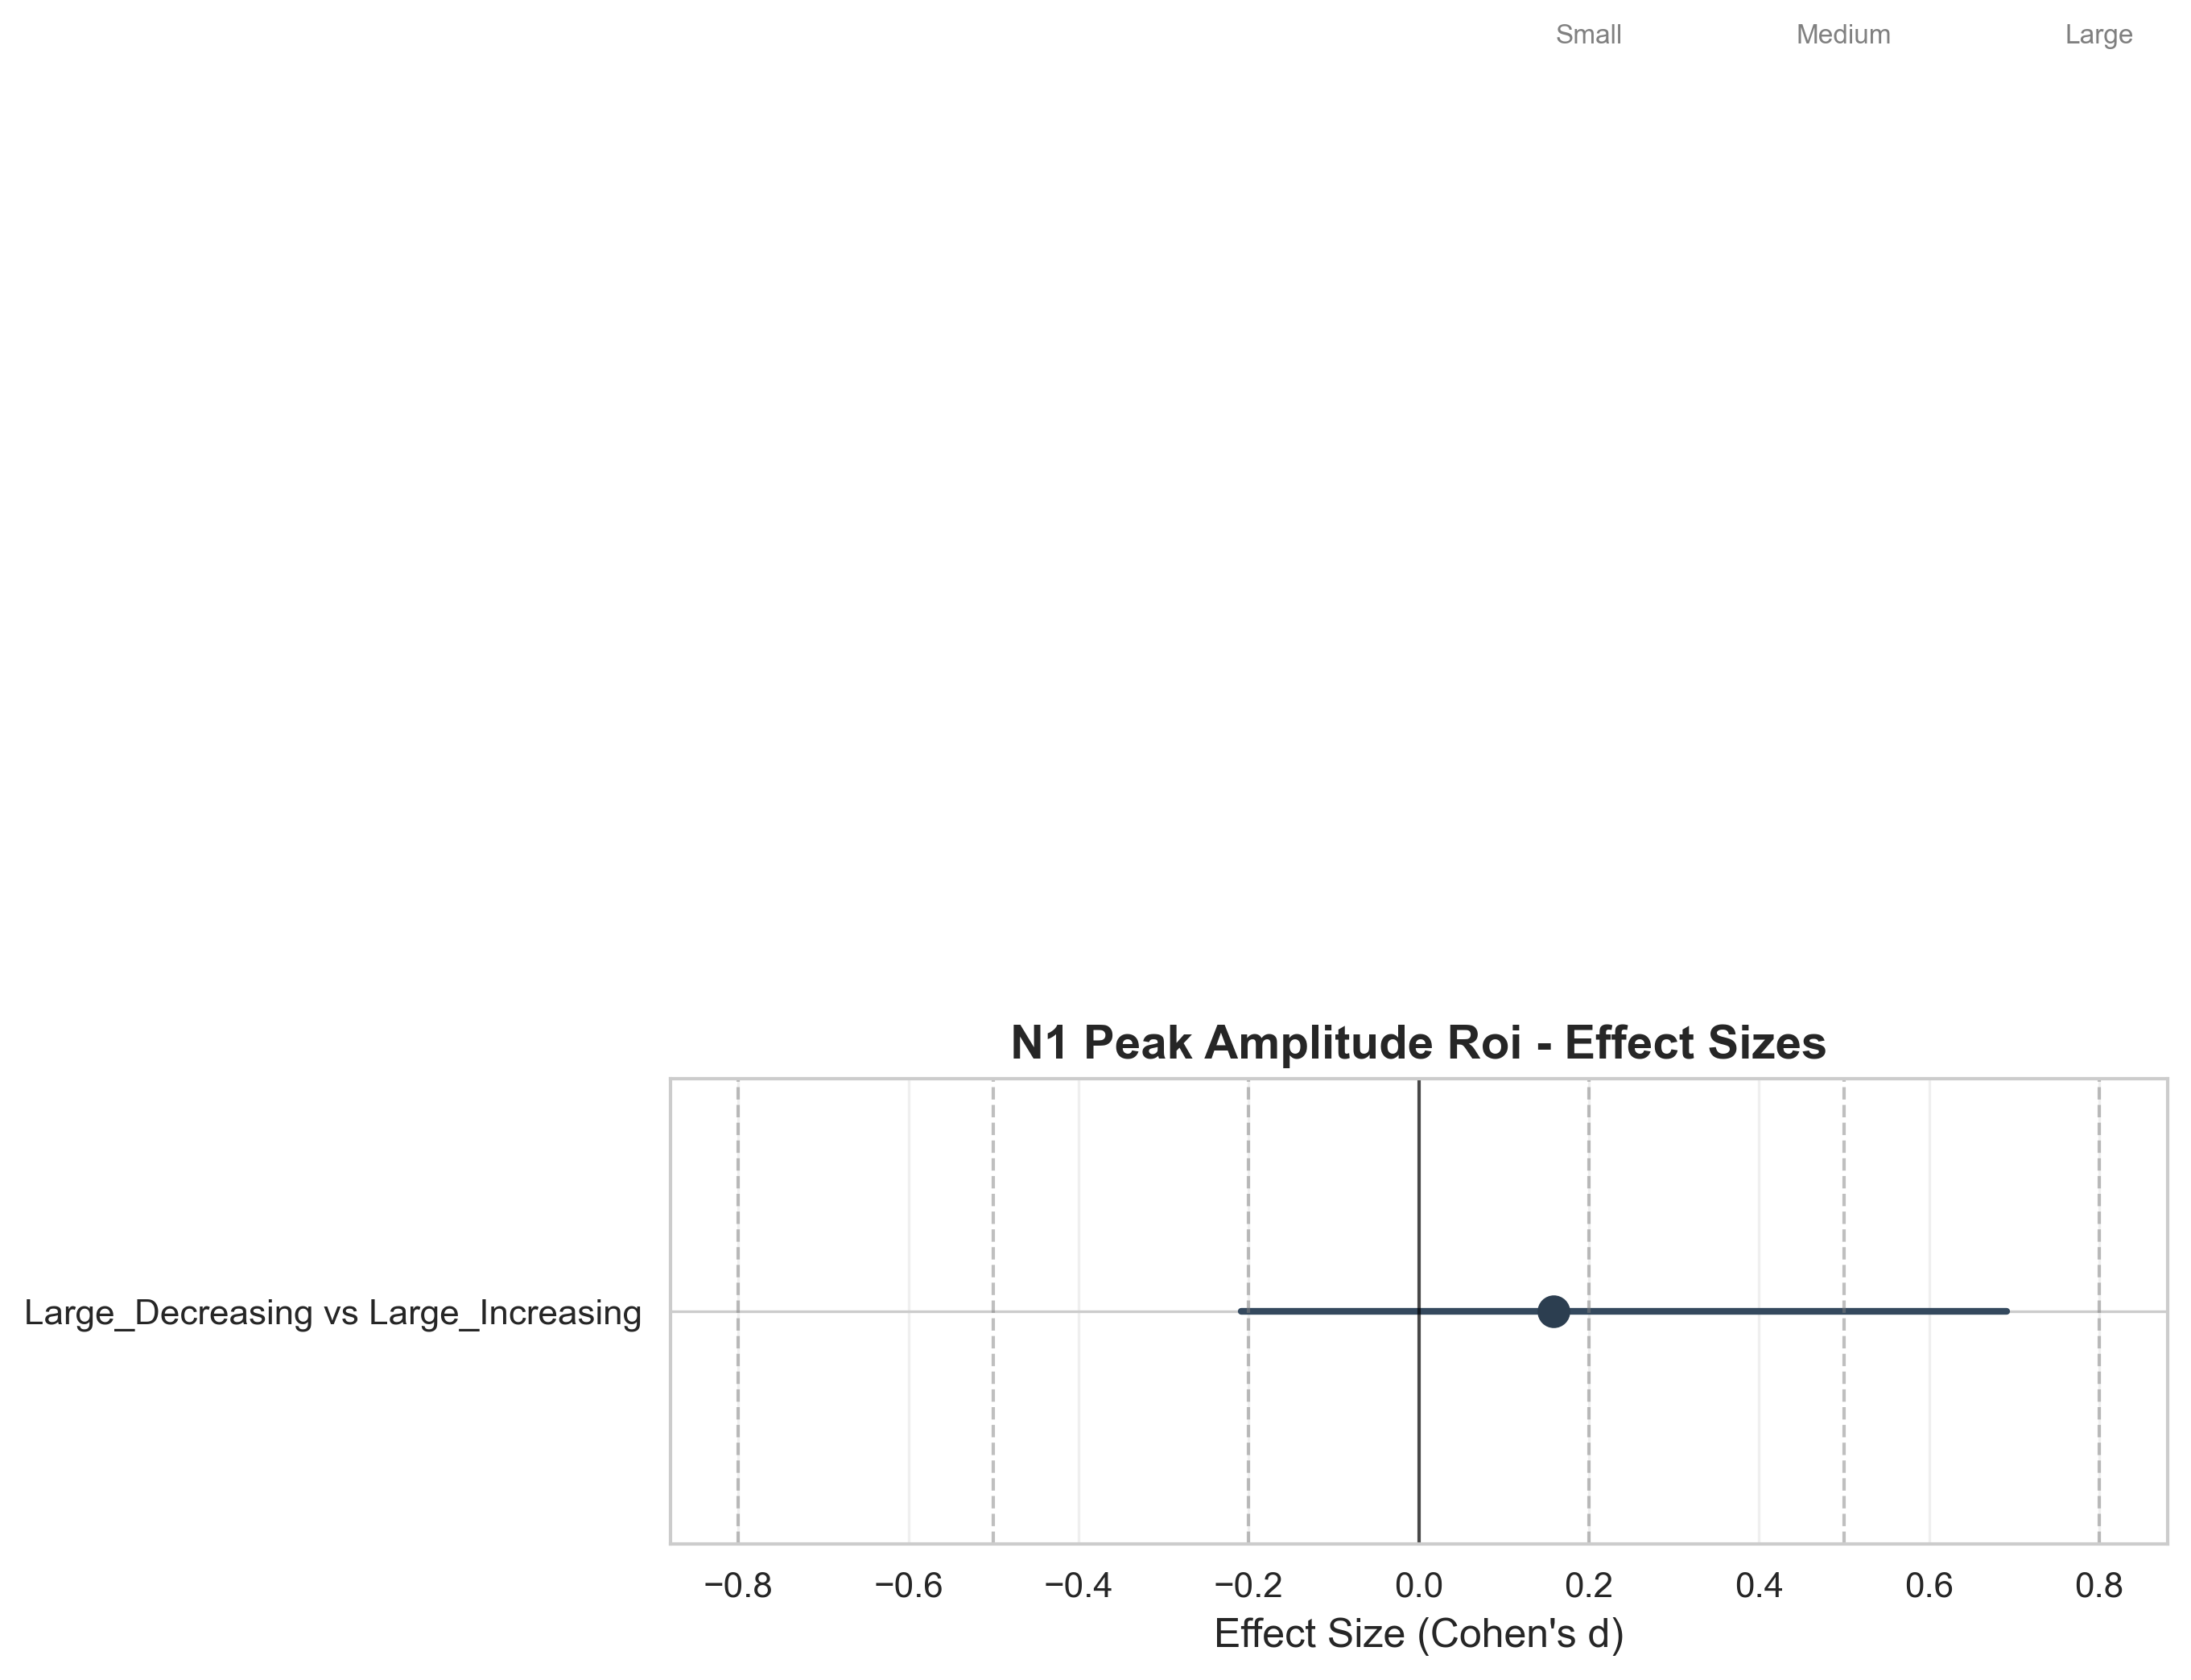 Small Medium Large
N1 Peak Amplitude Roi - Effect Sizes
Large_Decreasing vs Large_Increasing
−0.8 −0.6 −0.4 −0.2 0.0 0.2 0.4 0.6 0.8
Effect Size (Cohen's d)